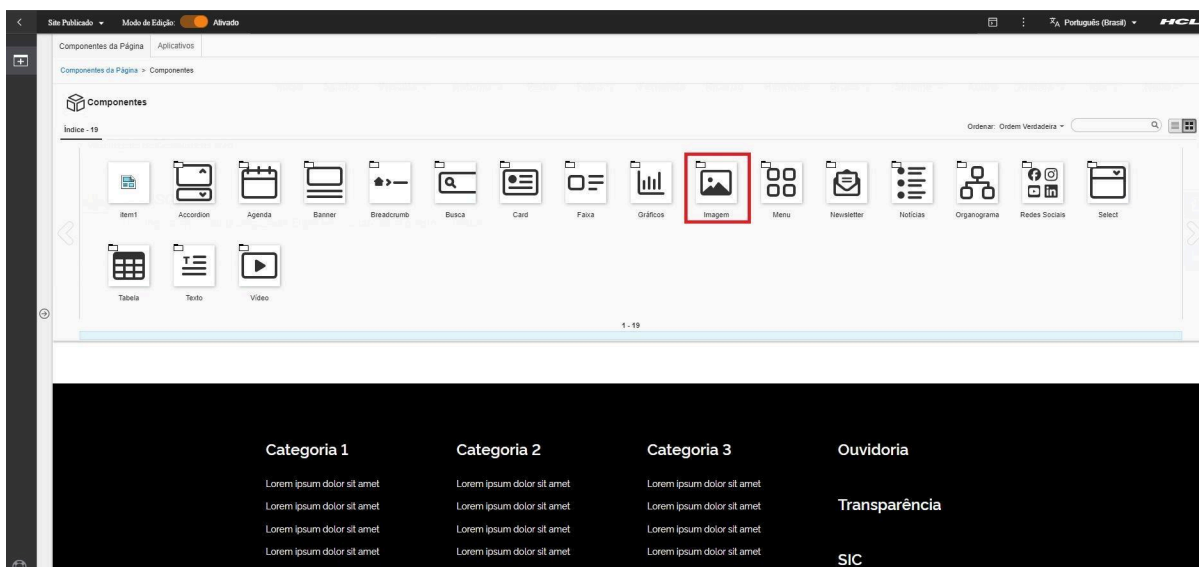 Site Publicado Modo de Edição: Ativado Português (Brasil) HCL
Componentes da Página Aplicativos
Componentes da Página > Componentes
Componentes
Índice - 19
Ordenar: Ordem Verdadeira
Item1 Accordion Agenda Banner Breadcrumb Busca Card Faixa Gráficos Imagem Menu Newsletter Notícias Organograma Redes Sociais Select
Tabela Texto Vídeo
1 - 19
Categoria 1 Categoria 2 Categoria 3 Ouvidoria
Lorem ipsum dolor sit amet Lorem ipsum dolor sit amet Lorem ipsum dolor sit amet
Lorem ipsum dolor sit amet Lorem ipsum dolor sit amet Lorem ipsum dolor sit amet Transparência
Lorem ipsum dolor sit amet Lorem ipsum dolor sit amet Lorem ipsum dolor sit amet
Lorem ipsum dolor sit amet Lorem ipsum dolor sit amet Lorem ipsum dolor sit amet SIC